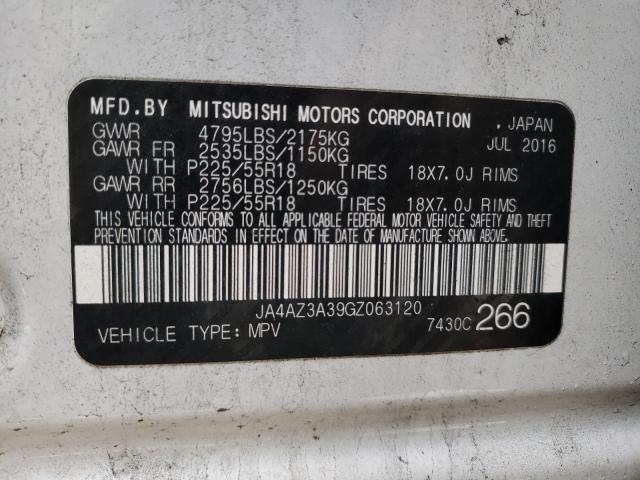 MFD.BY MITSUBISHI MOTORS CORPORATION , JAPAN
GVWR 4795LBS/2175KG JUL 2016
GAWR FR 2535LBS/1150KG
WITH P225/55R18 TIRES 18X7.0J RIMS
GAWR RR 2756LBS/1250KG
WITH P225/55R18 TIRES 18X7.0J RIMS
THIS VEHICLE CONFORMS TO ALL APPLICABLE FEDERAL MOTOR VEHICLE SAFETY AND THEFT
PREVENTION STANDARDS IN EFFECT ON THE DATE OF MANUFACTURE SHOWN ABOVE.
JA4AZ3A39GZ063120
VEHICLE TYPE: MPV 7430C 266